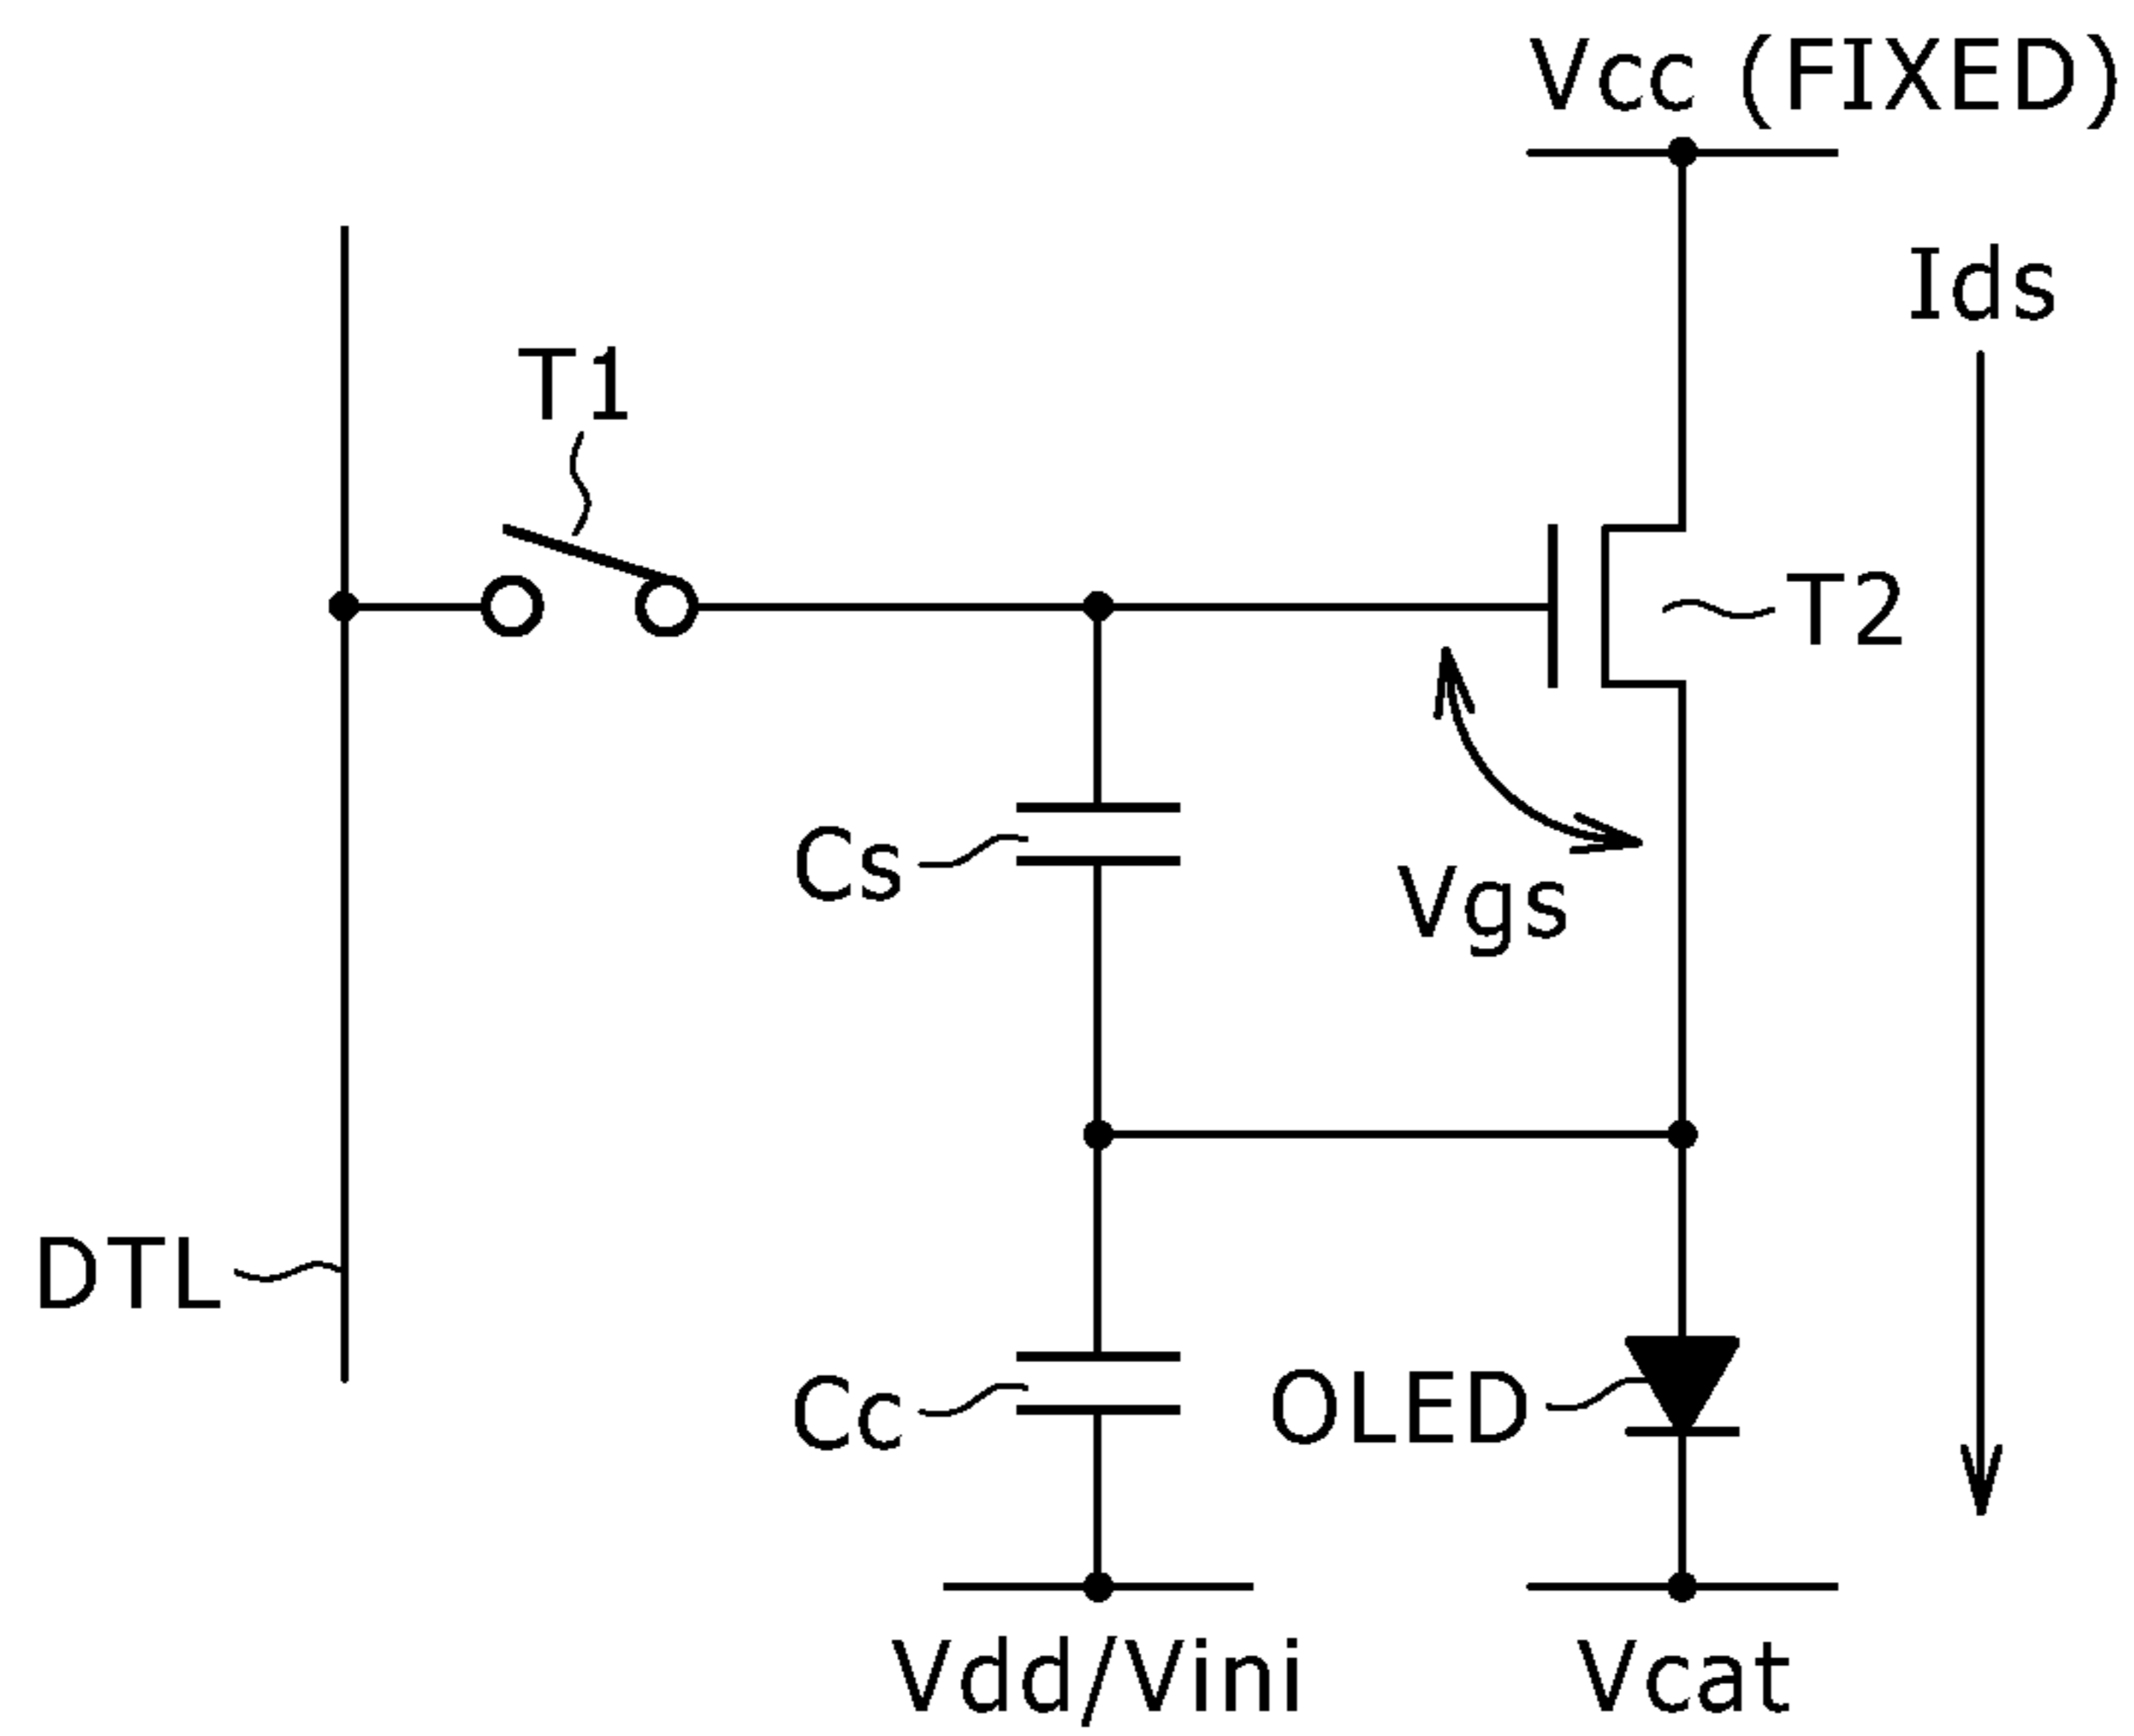 Vcc (FIXED)
Ids
T1
T2
Cs
Vgs
DTL
Cc
OLED
Vdd/Vini
Vcat